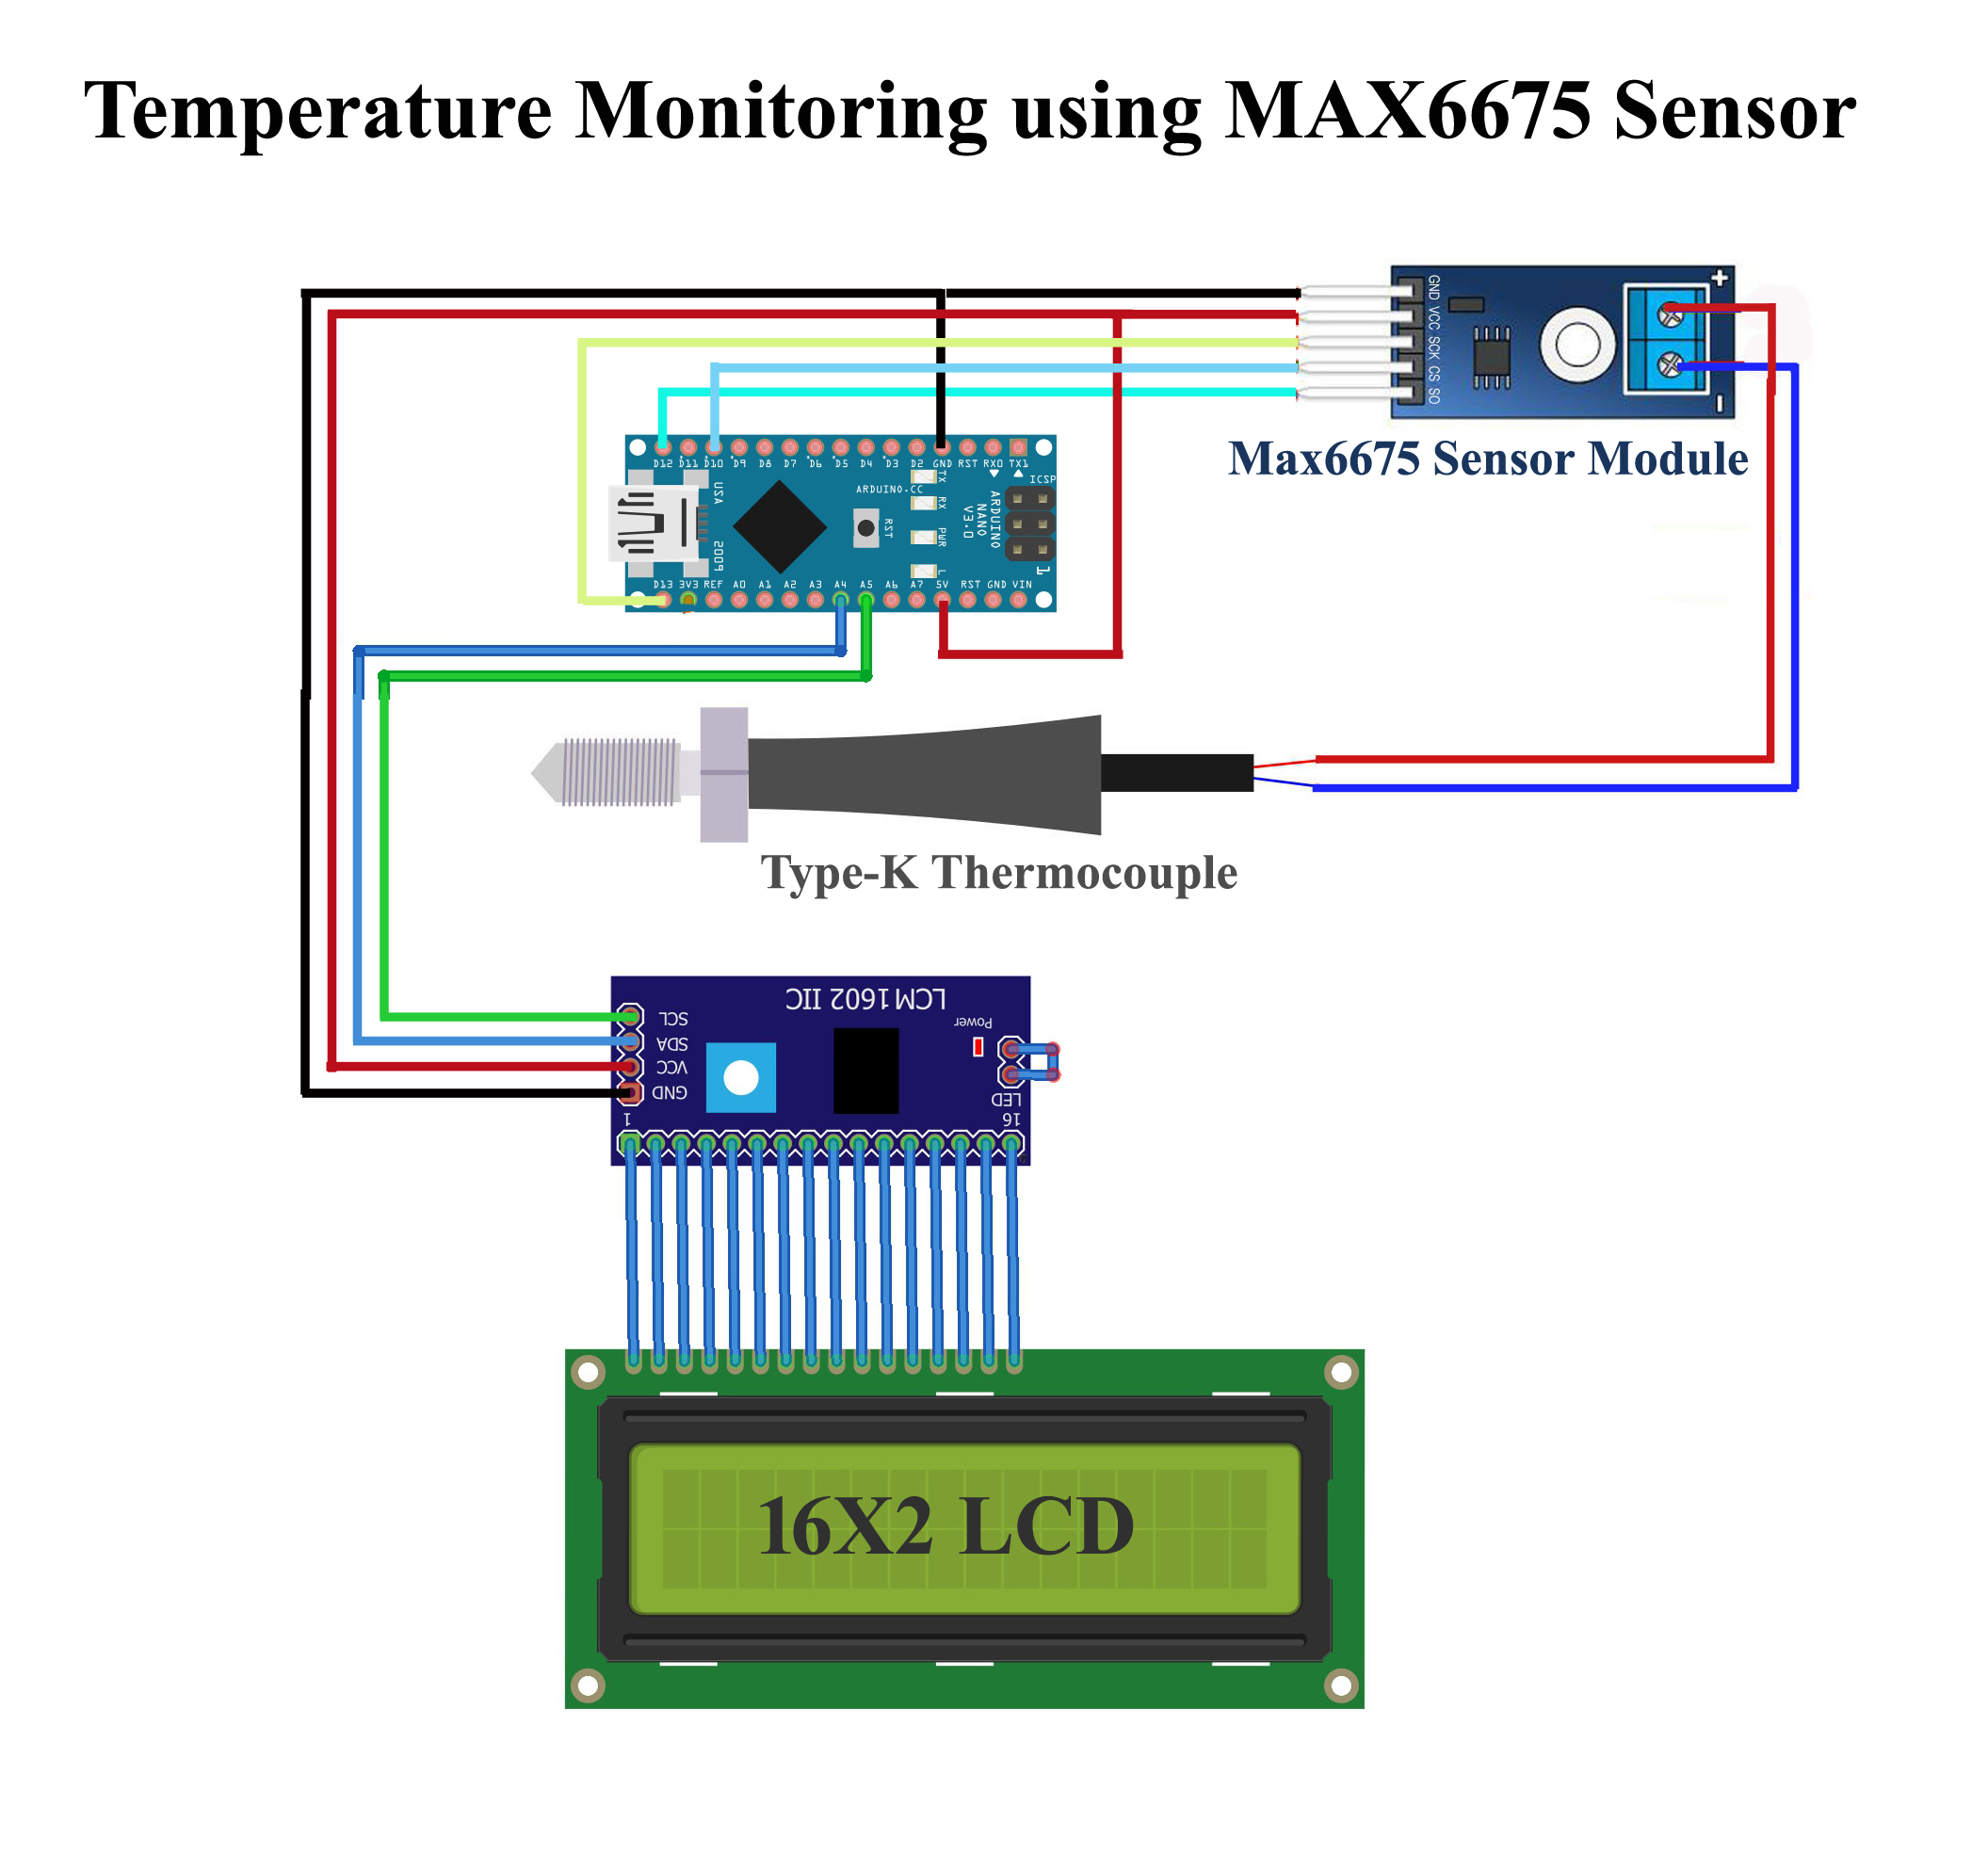 Temperature Monitoring using MAX6675 Sensor
GND VCC SCK CS SO
+
-
Max6675 Sensor Module
D12 D11 D10 D9 D8 D7 D6 D5 D4 D3 D2 GND RST RX0 TX1
ICSP
ARDUINO.CC
TX
RX
PWR
L
RST
USA
2009
ARDUINO
NANO
V3.0
1
D13 3V3 REF A0 A1 A2 A3 A4 A5 A6 A7 5V RST GND VIN
Type-K Thermocouple
LCM1602 IIC
Power
SCL
SDA
VCC
GND
LED
1
16
16X2 LCD